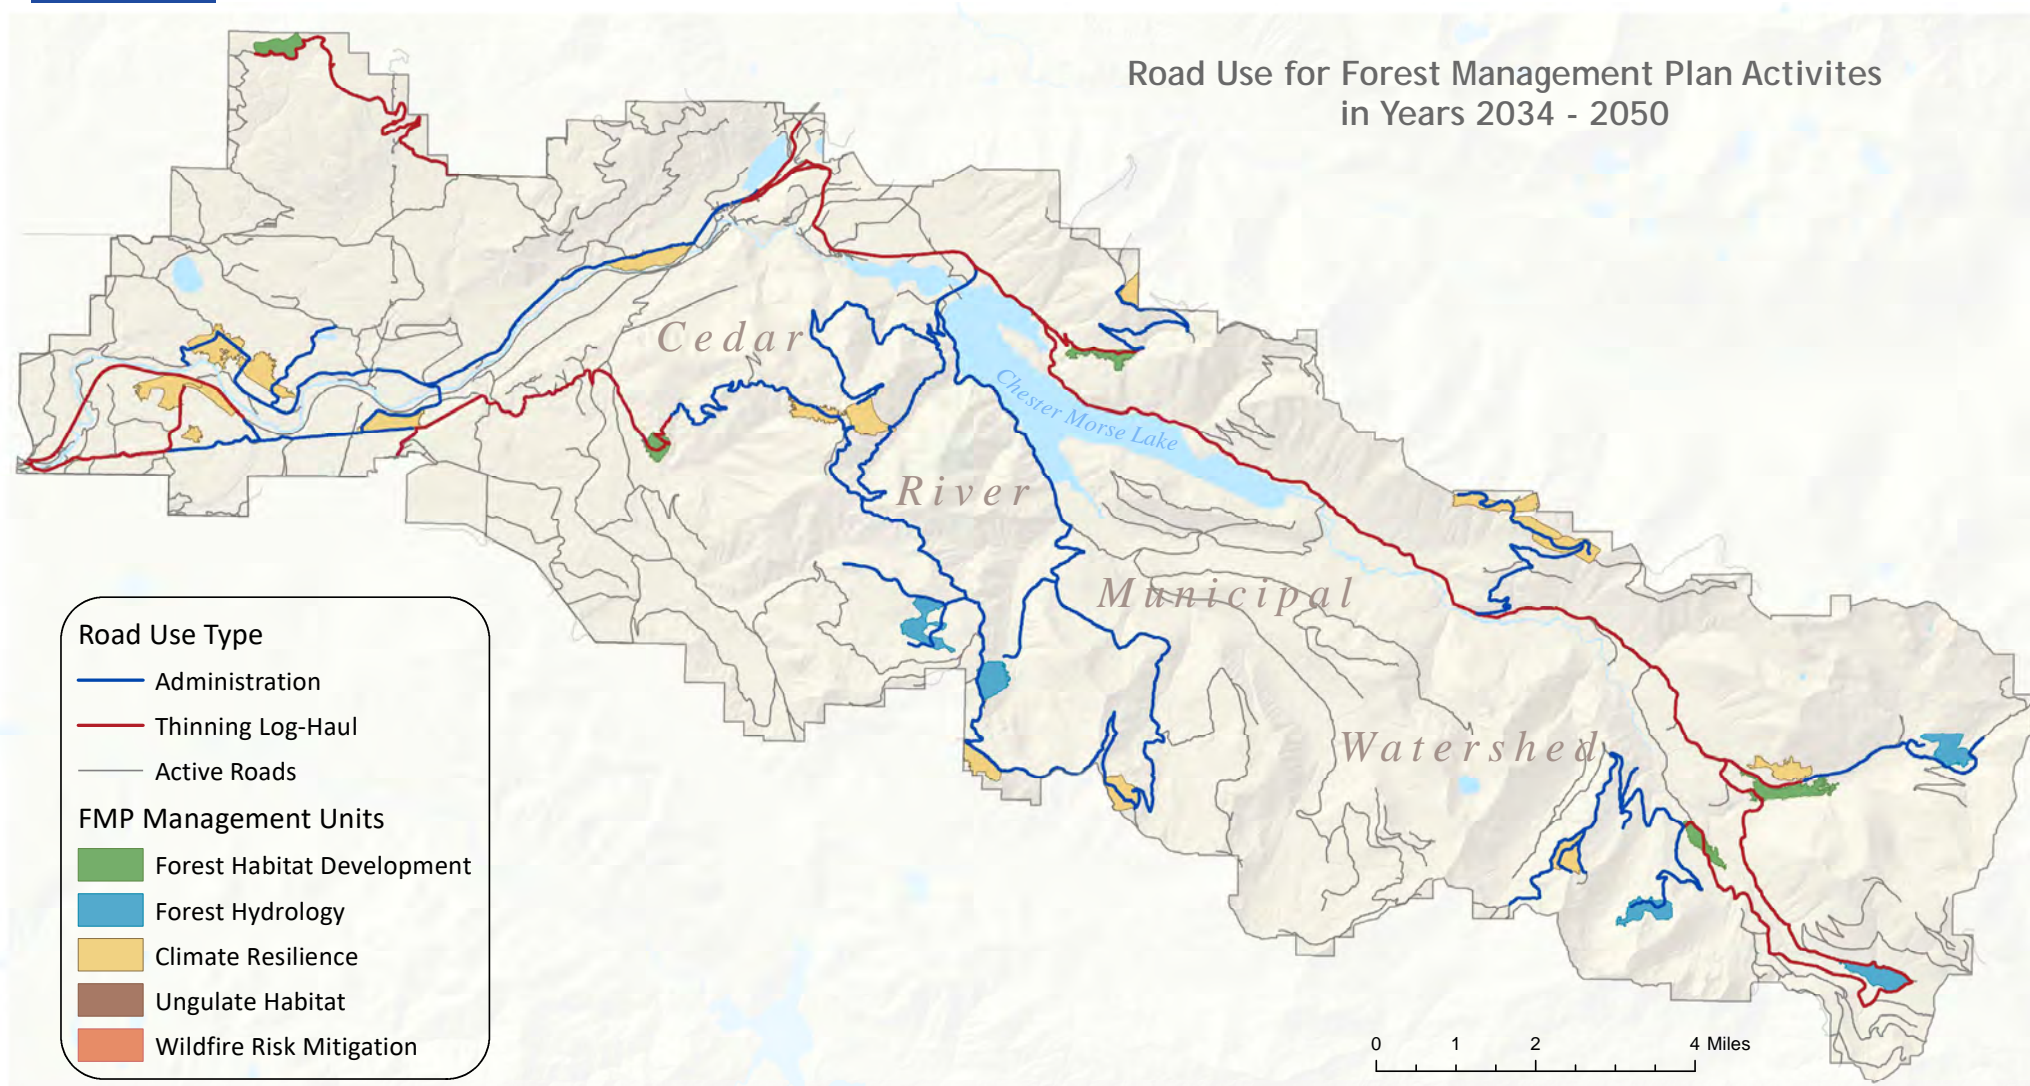 Road Use for Forest Management Plan Activites
in Years 2034 - 2050
Cedar
River
Chester Morse Lake
Municipal
Watershed
Road Use Type
Administration
Thinning Log-Haul
Active Roads
FMP Management Units
Forest Habitat Development
Forest Hydrology
Climate Resilience
Ungulate Habitat
Wildfire Risk Mitigation
0 1 2 4 Miles